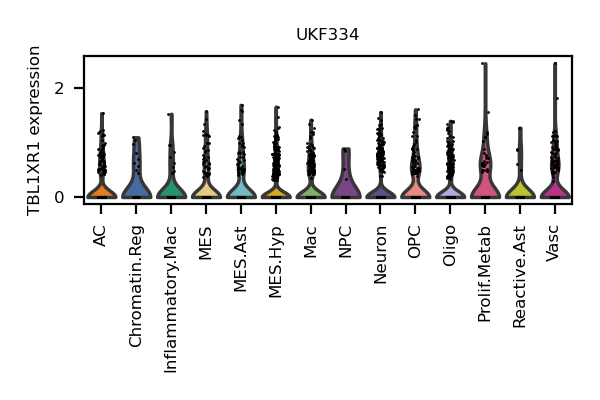 UKF334
TBL1XR1 expression
2
0
AC
Chromatin.Reg
Inflammatory.Mac
MES
MES.Ast
MES.Hyp
Mac
NPC
Neuron
OPC
Oligo
Prolif.Metab
Reactive.Ast
Vasc